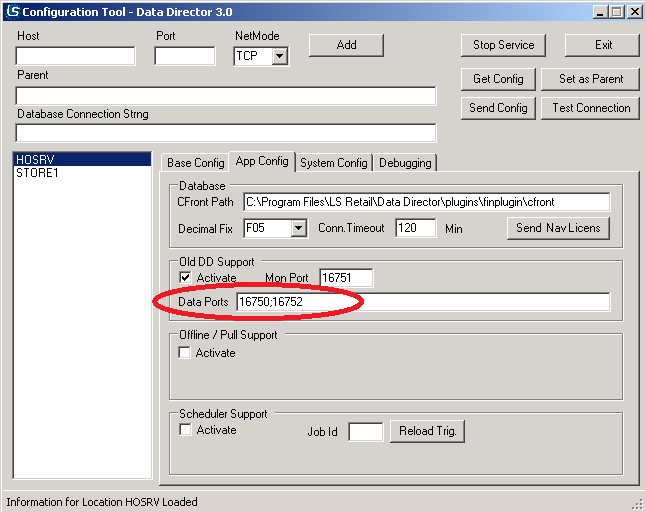 LS Configuration Tool - Data Director 3.0
Host Port NetMode
TCP Add Stop Service Exit
Parent Get Config Set as Parent
Database Connection Strng Send Config Test Connection
HOSRV
STORE1
Base Config App Config System Config Debugging
Database
CFront Path C:\Program Files\LS Retail\Data Director\plugins\finplugin\cfront
Decimal Fix F05 Conn.Timeout 120 Min Send Nav Licens
Old DD Support
Activate Mon Port 16751
Data Ports 16750;16752
Offline / Pull Support
Activate
Scheduler Support
Activate Job Id Reload Trig.
Information for Location HOSRV Loaded